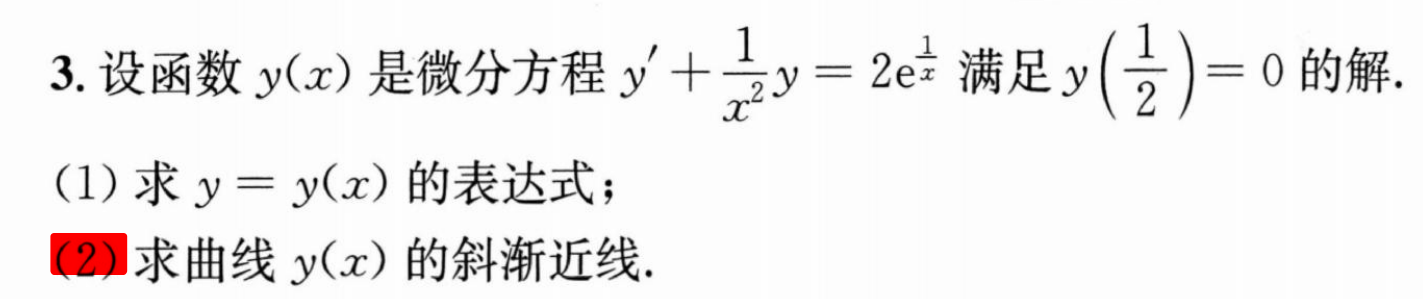 3. 设函数 y(x) 是微分方程 y′ + \frac{1}{x^2}y = 2e^{\frac{1}{x}} 满足 y(\frac{1}{2}) = 0 的解.
(1) 求 y = y(x) 的表达式;
(2) 求曲线 y(x) 的斜渐近线.